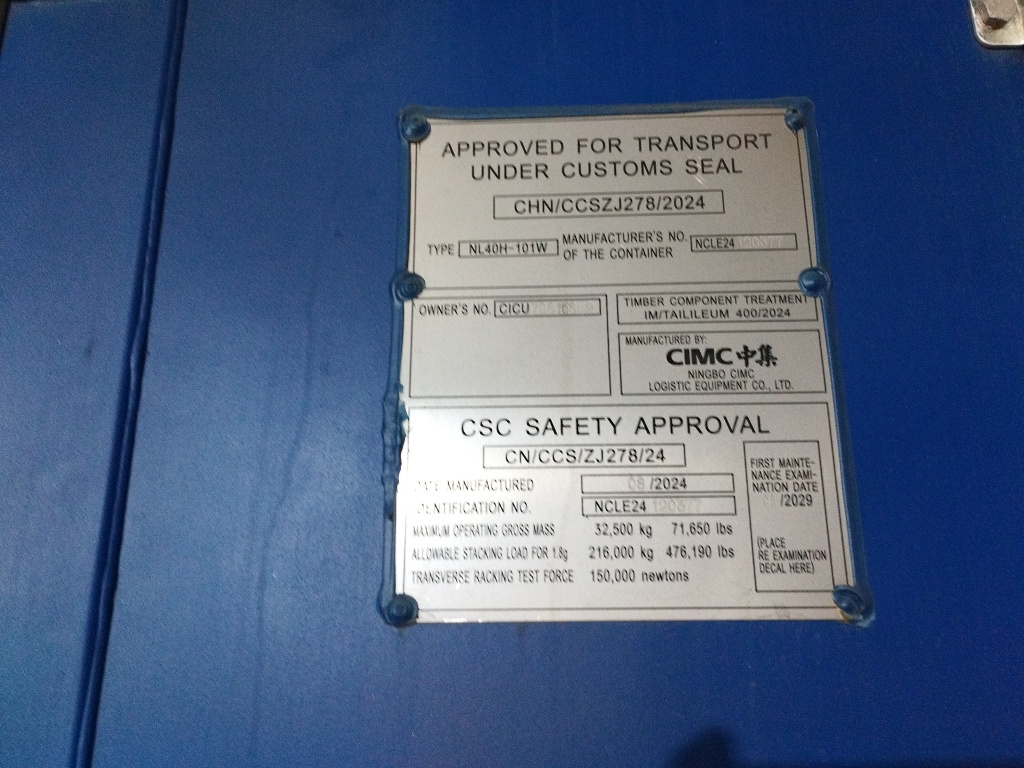 APPROVED FOR TRANSPORT
UNDER CUSTOMS SEAL
CHN/CCSZJ278/2024
TYPE NL40H-101W MANUFACTURER'S NO. OF THE CONTAINER NCLE24
OWNER'S NO. CICU
TIMBER COMPONENT TREATMENT
IM/TAILILEUM 400/2024
MANUFACTURED BY:
CIMC 中集
NINGBO CIMC
LOGISTIC EQUIPMENT CO., LTD.
CSC SAFETY APPROVAL
CN/CCS/ZJ278/24
DATE MANUFACTURED 08/2024
IDENTIFICATION NO. NCLE24
MAXIMUM OPERATING GROSS MASS 32,500 kg 71,650 lbs
ALLOWABLE STACKING LOAD FOR 1.8g 216,000 kg 476,190 lbs
TRANSVERSE RACKING TEST FORCE 150,000 newtons
FIRST MAINTE-
NANCE EXAMI-
NATION DATE
/2029
(PLACE
RE EXAMINATION
DECAL HERE)